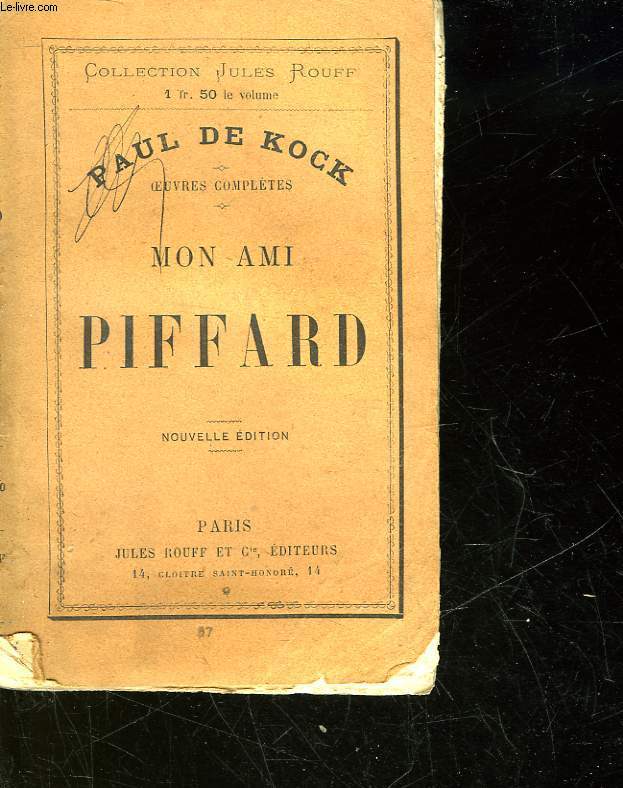 Le-livre.com
COLLECTION JULES ROUFF
1 fr. 50 le volume
PAUL DE KOCK
ŒUVRES COMPLÈTES
MON AMI
PIFFARD
NOUVELLE ÉDITION
PARIS
JULES ROUFF ET Cie, ÉDITEURS
14, CLOITRE SAINT-HONORÉ, 14
87